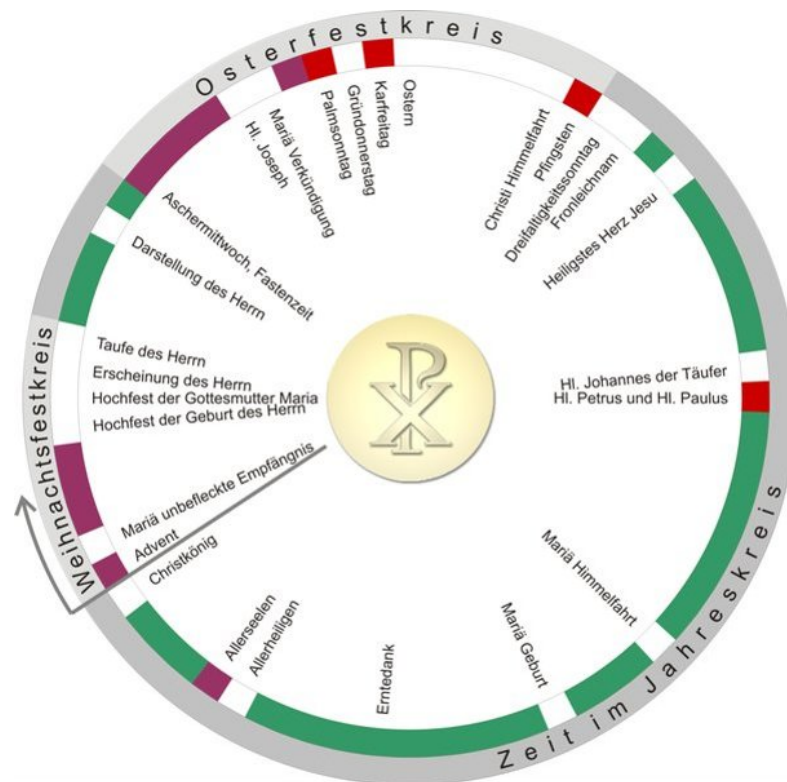 Osterfestkreis
Hl. Joseph
Mariä Verkündigung
Palmsonntag
Gründonnerstag
Karfreitag
Ostern
Christi Himmelfahrt
Pfingsten
Dreifaltigkeitssonntag
Fronleichnam
Heiligstes Herz Jesu
Hl. Johannes der Täufer
Hl. Petrus und Hl. Paulus
Mariä Himmelfahrt
Mariä Geburt
Zeit im Jahreskreis
Erntedank
Allerheiligen
Allerseelen
Christkönig
Advent
Mariä unbefleckte Empfängnis
Weihnachtsfestkreis
Hochfest der Geburt des Herrn
Hochfest der Gottesmutter Maria
Erscheinung des Herrn
Taufe des Herrn
Darstellung des Herrn
Aschermittwoch, Fastenzeit